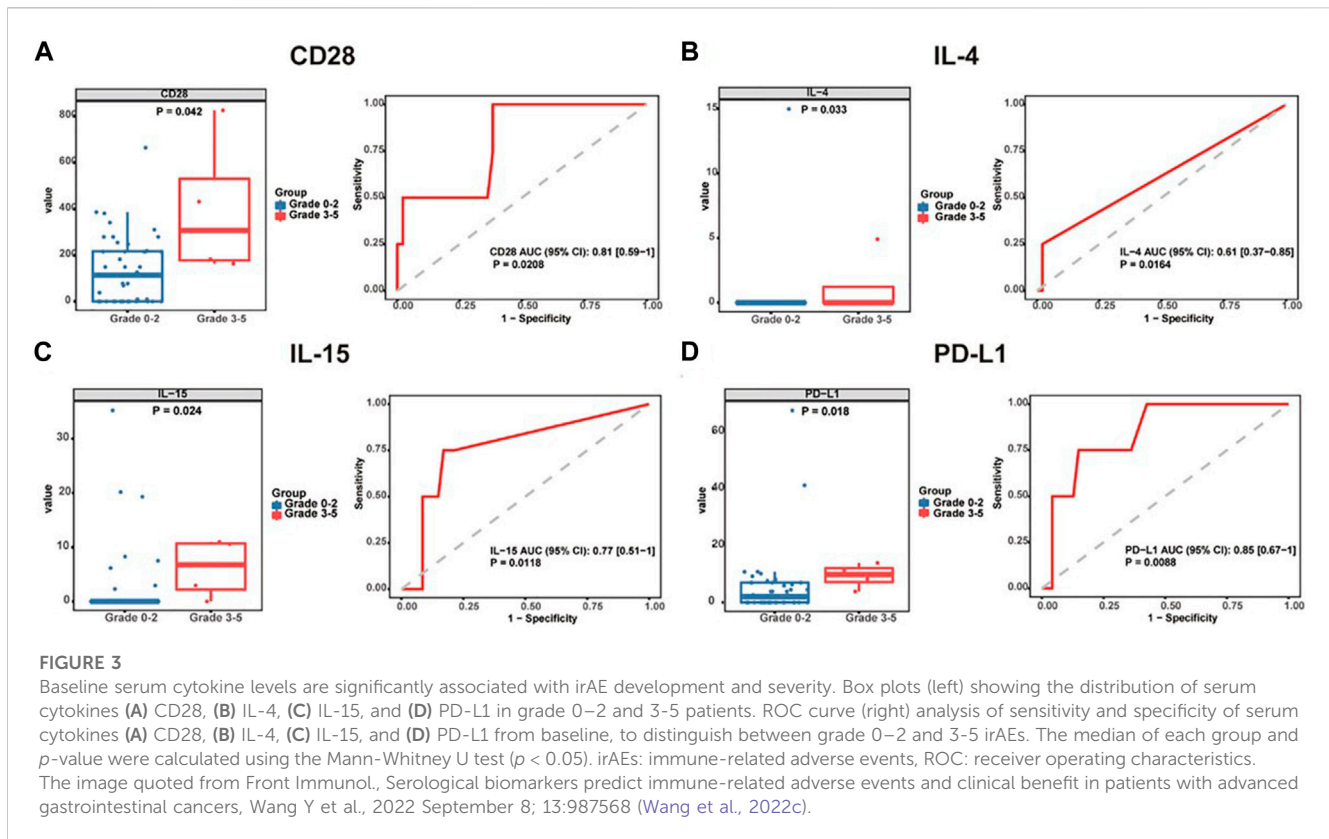 A
CD28
CD28
P = 0.042
value
800
600
400
200
0
Grade 0-2
Grade 3-5
Group
Grade 0-2
Grade 3-5
Sensitivity
1.00
0.75
0.50
0.25
0.00
CD28 AUC (95% CI): 0.81 [0.59-1]
P = 0.0208
0.00
0.25
0.50
0.75
1.00
1 - Specificity
B
IL-4
IL-4
P = 0.033
value
15
10
5
0
Grade 0-2
Grade 3-5
Group
Grade 0-2
Grade 3-5
Sensitivity
1.00
0.75
0.50
0.25
0.00
IL-4 AUC (95% CI): 0.61 [0.37-0.85]
P = 0.0164
0.00
0.25
0.50
0.75
1.00
1 - Specificity
C
IL-15
IL-15
P = 0.024
value
30
20
10
0
Grade 0-2
Grade 3-5
Group
Grade 0-2
Grade 3-5
Sensitivity
1.00
0.75
0.50
0.25
0.00
IL-15 AUC (95% CI): 0.77 [0.51-1]
P = 0.0118
0.00
0.25
0.50
0.75
1.00
1 - Specificity
D
PD-L1
PD-L1
P = 0.018
value
60
40
20
0
Grade 0-2
Grade 3-5
Group
Grade 0-2
Grade 3-5
Sensitivity
1.00
0.75
0.50
0.25
0.00
PD-L1 AUC (95% CI): 0.85 [0.67-1]
P = 0.0088
0.00
0.25
0.50
0.75
1.00
1 - Specificity
FIGURE 3
Baseline serum cytokine levels are significantly associated with irAE development and severity. Box plots (left) showing the distribution of serum
cytokines (A) CD28, (B) IL-4, (C) IL-15, and (D) PD-L1 in grade 0–2 and 3-5 patients. ROC curve (right) analysis of sensitivity and specificity of serum
cytokines (A) CD28, (B) IL-4, (C) IL-15, and (D) PD-L1 from baseline, to distinguish between grade 0–2 and 3-5 irAEs. The median of each group and
p-value were calculated using the Mann-Whitney U test (p < 0.05). irAEs: immune-related adverse events, ROC: receiver operating characteristics.
The image quoted from Front Immunol., Serological biomarkers predict immune-related adverse events and clinical benefit in patients with advanced
gastrointestinal cancers, Wang Y et al., 2022 September 8; 13:987568 (Wang et al., 2022c).